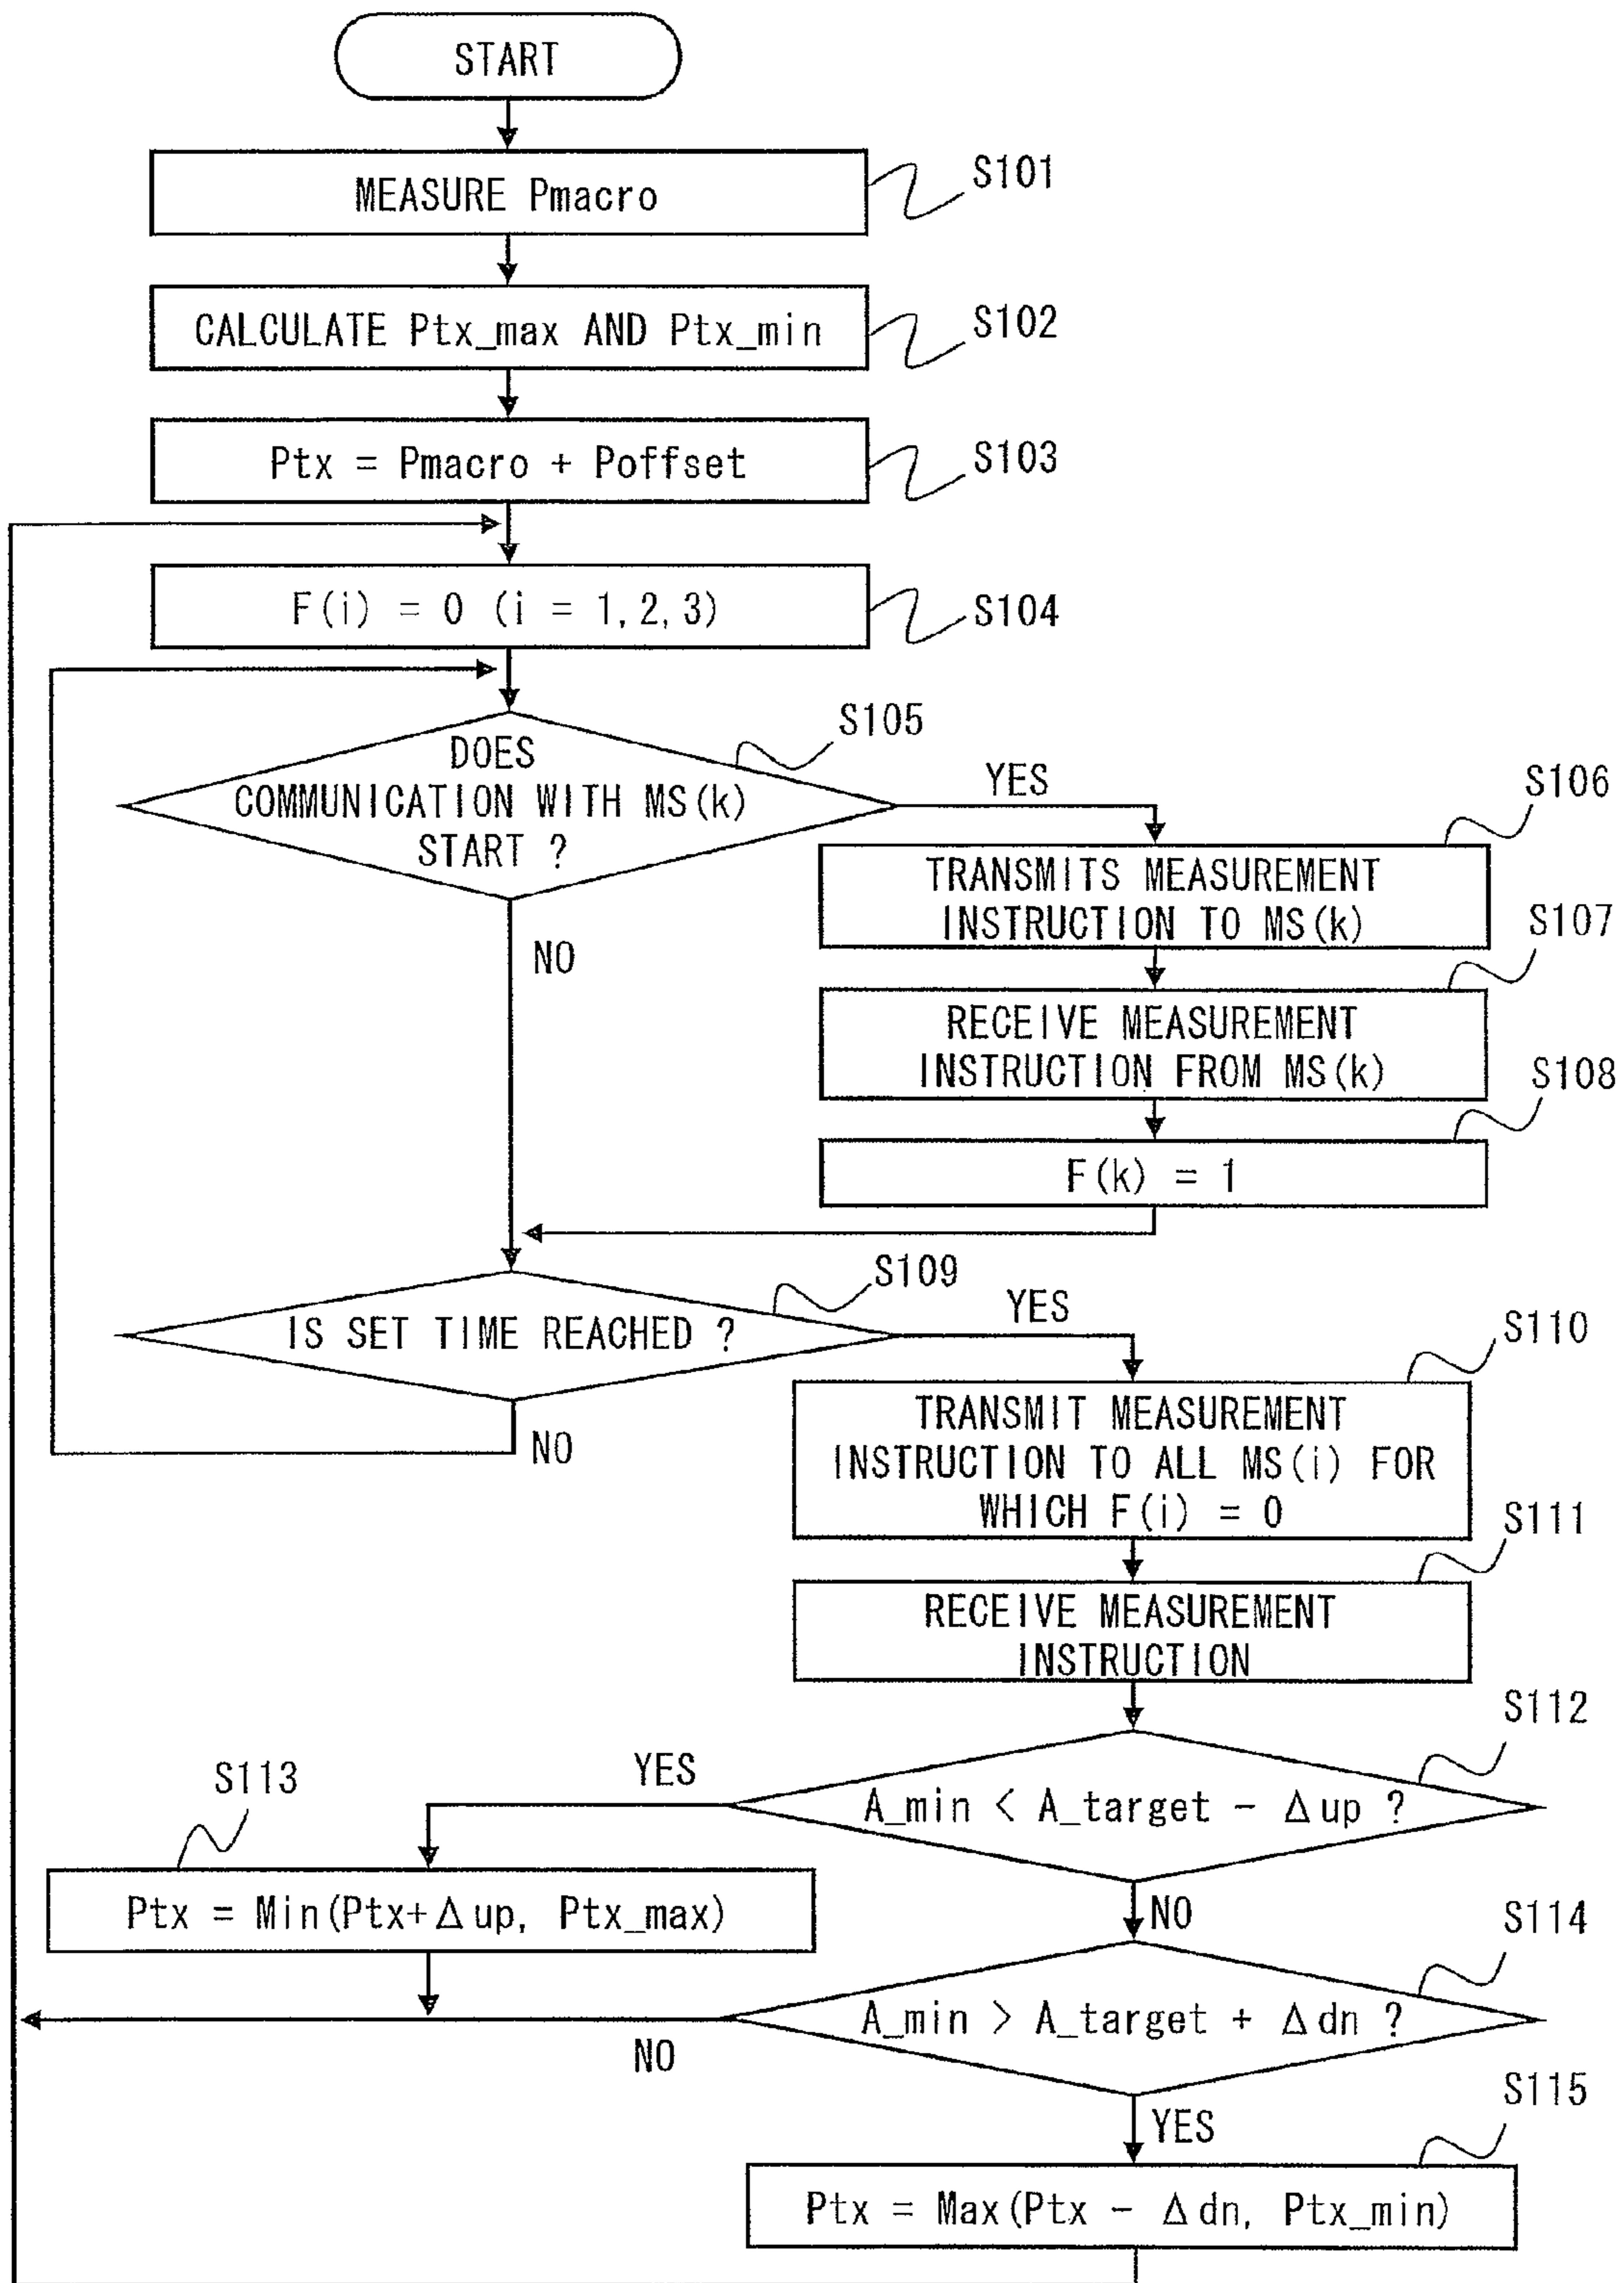 START
MEASURE Pmacro
S101
CALCULATE Ptx_max AND Ptx_min
S102
Ptx = Pmacro + Poffset
S103
F(i) = 0 (i = 1,2,3)
S104
DOES
COMMUNICATION WITH MS(k)
START ?
S105
YES
NO
TRANSMITS MEASUREMENT
INSTRUCTION TO MS(k)
S106
RECEIVE MEASUREMENT
INSTRUCTION FROM MS(k)
S107
F(k) = 1
S108
IS SET TIME REACHED ?
S109
YES
NO
TRANSMIT MEASUREMENT
INSTRUCTION TO ALL MS(i) FOR
WHICH F(i) = 0
S110
RECEIVE MEASUREMENT
INSTRUCTION
S111
A_min < A_target - Δup ?
S112
YES
NO
S113
Ptx = Min(Ptx+Δup, Ptx_max)
A_min > A_target + Δdn ?
S114
NO
YES
S115
Ptx = Max(Ptx - Δdn, Ptx_min)